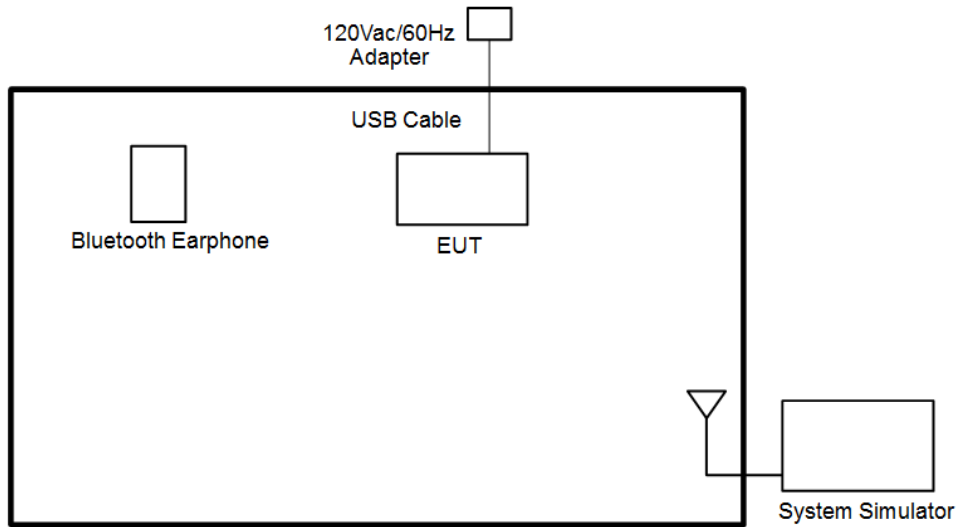 120Vac/60Hz
Adapter
USB Cable
Bluetooth Earphone
EUT
System Simulator